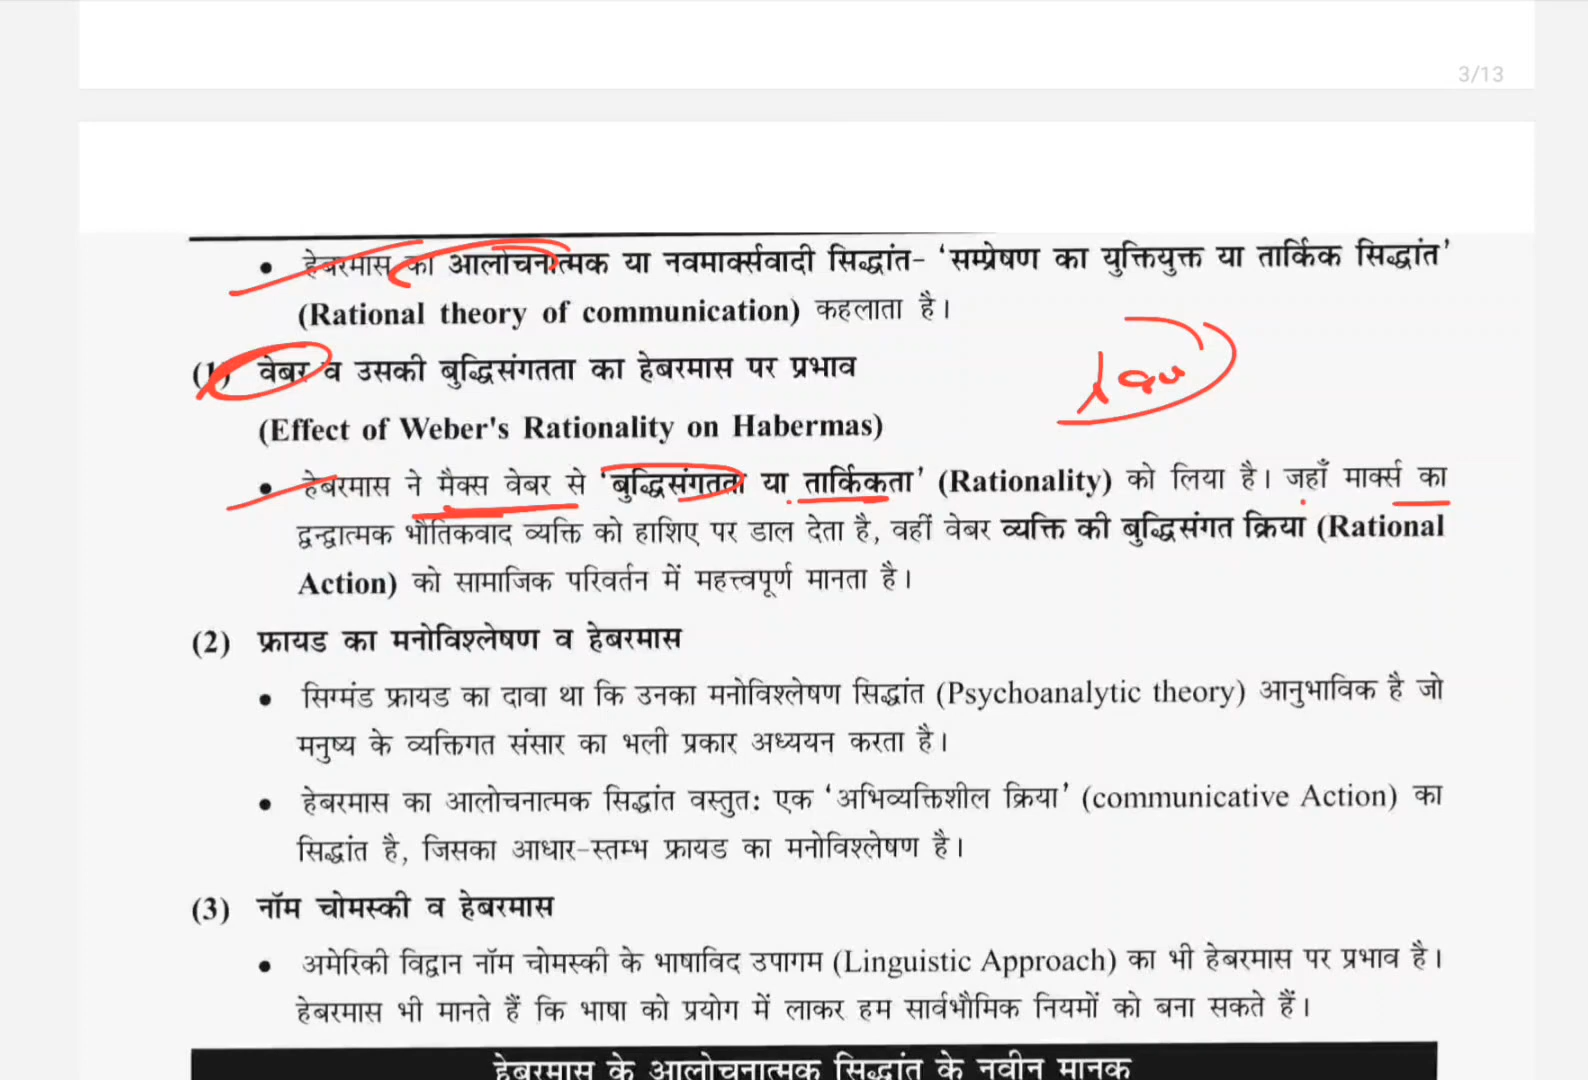 3/13
• हेबरमास का आलोचनात्मक या नवमार्क्सवादी सिद्धांत- ‘सम्प्रेषण का युक्तियुक्त या तार्किक सिद्धांत’
(Rational theory of communication) कहलाता है।
(1) वेबर व उसकी बुद्धिसंगतता का हेबरमास पर प्रभाव
(Effect of Weber's Rationality on Habermas)
• हेबरमास ने मैक्स वेबर से ‘बुद्धिसंगतता या तार्किकता’ (Rationality) को लिया है। जहाँ मार्क्स का
द्वन्द्वात्मक भौतिकवाद व्यक्ति को हाशिए पर डाल देता है, वहीं वेबर व्यक्ति की बुद्धिसंगत क्रिया (Rational
Action) को सामाजिक परिवर्तन में महत्त्वपूर्ण मानता है।
(2) फ्रायड का मनोविश्लेषण व हेबरमास
• सिग्मंड फ्रायड का दावा था कि उनका मनोविश्लेषण सिद्धांत (Psychoanalytic theory) आनुभाविक है जो
मनुष्य के व्यक्तिगत संसार का भली प्रकार अध्ययन करता है।
• हेबरमास का आलोचनात्मक सिद्धांत वस्तुतः एक ‘अभिव्यक्तिशील क्रिया’ (communicative Action) का
सिद्धांत है, जिसका आधार-स्तम्भ फ्रायड का मनोविश्लेषण है।
(3) नॉम चोमस्की व हेबरमास
• अमेरिकी विद्वान नॉम चोमस्की के भाषाविद उपागम (Linguistic Approach) का भी हेबरमास पर प्रभाव है।
हेबरमास भी मानते हैं कि भाषा को प्रयोग में लाकर हम सार्वभौमिक नियमों को बना सकते हैं।
हेबरमास के आलोचनात्मक सिद्धांत के नवीन मानक